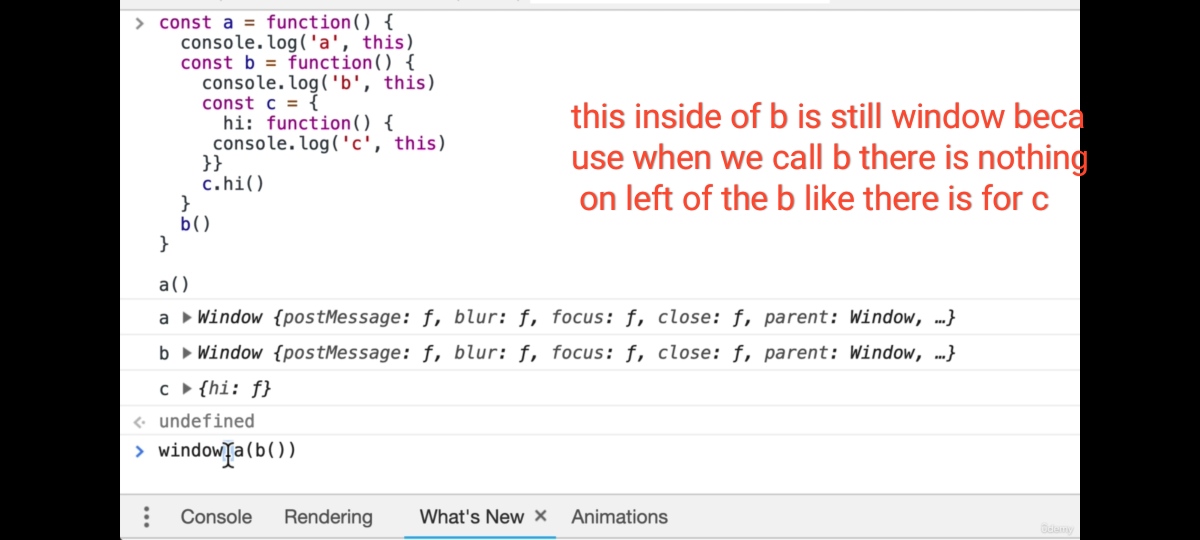 > const a = function() {
console.log('a', this)
const b = function() {
console.log('b', this)
const c = {
hi: function() {
console.log('c', this)
}}
c.hi()
}
b()
}
a()
this inside of b is still window beca
use when we call b there is nothing
on left of the b like there is for c
a ▶ Window {postMessage: ƒ, blur: ƒ, focus: ƒ, close: ƒ, parent: Window, …}
b ▶ Window {postMessage: ƒ, blur: ƒ, focus: ƒ, close: ƒ, parent: Window, …}
c ▶ {hi: ƒ}
undefined
> window.a(b())
Console Rendering What's New × Animations
ûdemy